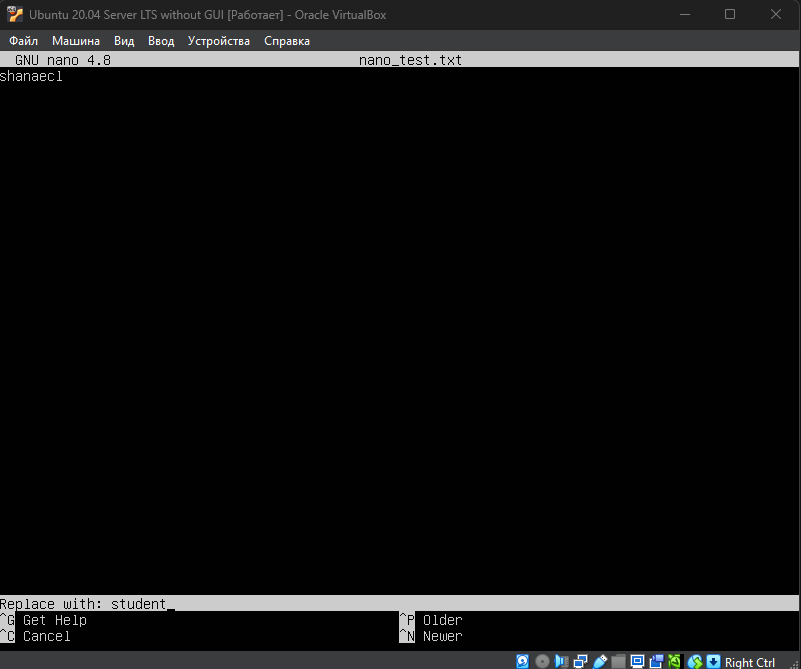 Ubuntu 20.04 Server LTS without GUI [Работает] - Oracle VirtualBox
Файл Машина Вид Ввод Устройства Справка
GNU nano 4.8 nano_test.txt
shanaecl
Replace with: student_
^G Get Help ^P Older
^C Cancel ^N Newer
Right Ctrl